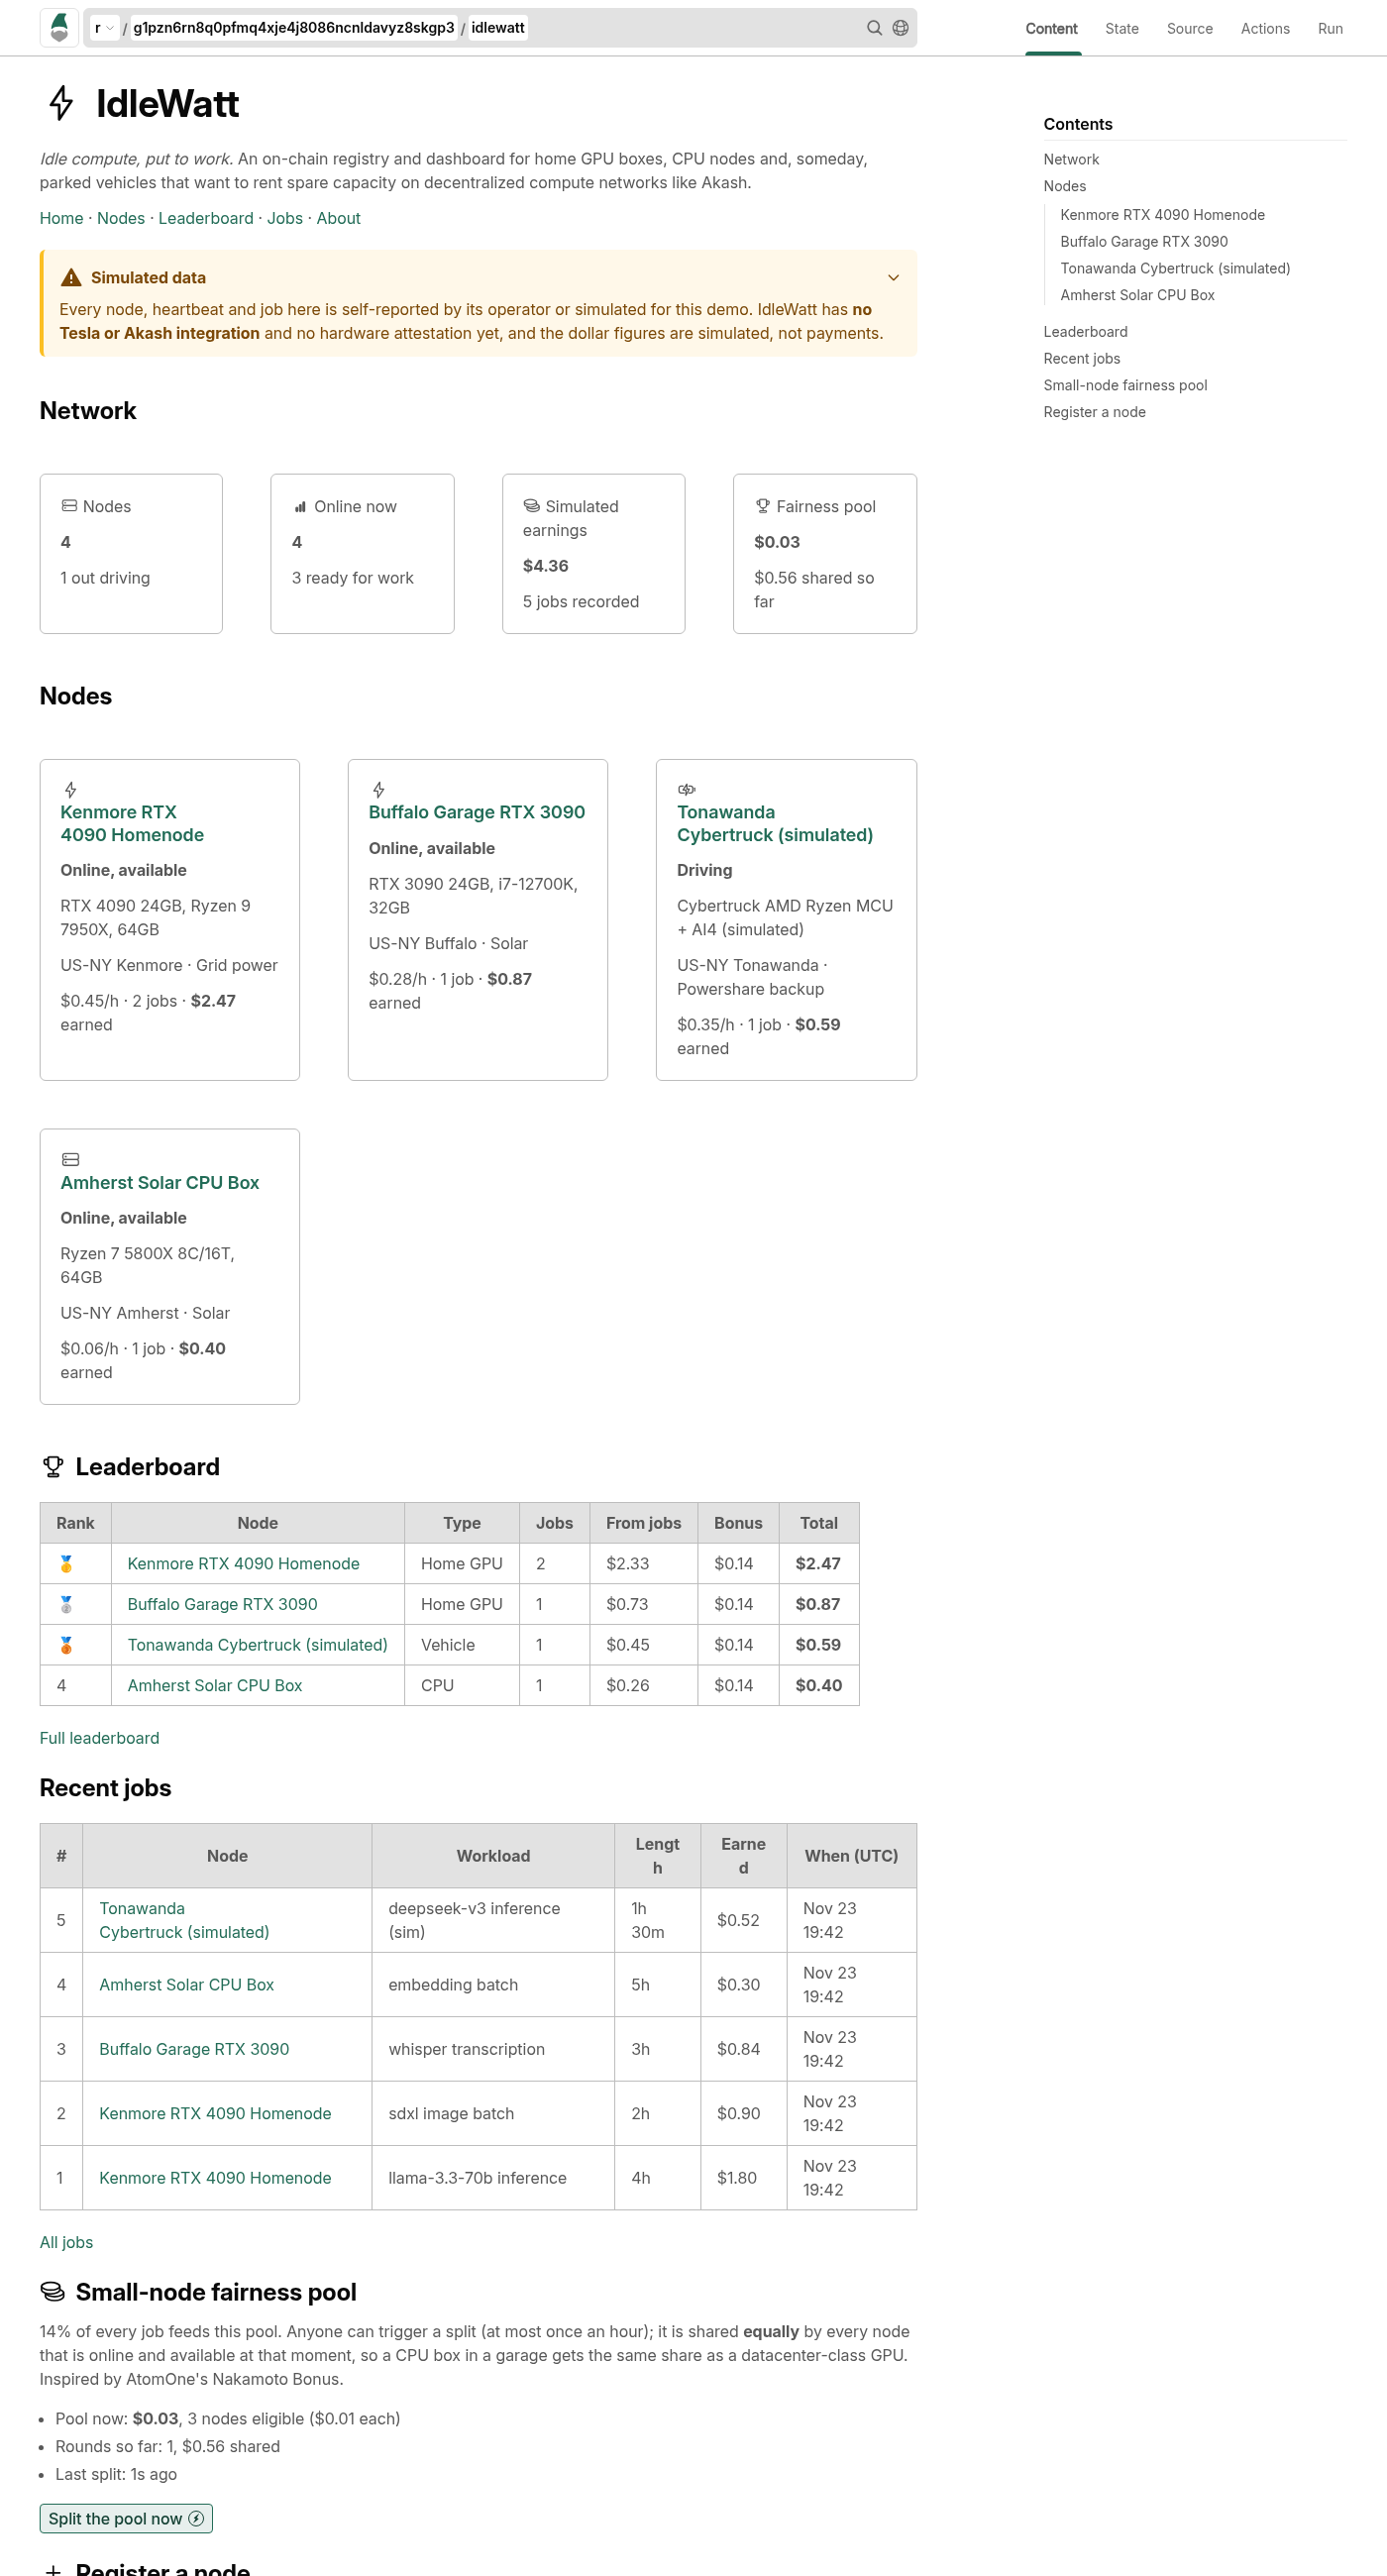 r / g1pzn6rn8q0pfmq4xje4j8086ncnldavyz8skgp3 / idlewatt
Content State Source Actions Run
IdleWatt
Idle compute, put to work. An on-chain registry and dashboard for home GPU boxes, CPU nodes and, someday,
parked vehicles that want to rent spare capacity on decentralized compute networks like Akash.
Home · Nodes · Leaderboard · Jobs · About
Simulated data
Every node, heartbeat and job here is self-reported by its operator or simulated for this demo. IdleWatt has no
Tesla or Akash integration and no hardware attestation yet, and the dollar figures are simulated, not payments.
Contents
Network
Nodes
Kenmore RTX 4090 Homenode
Buffalo Garage RTX 3090
Tonawanda Cybertruck (simulated)
Amherst Solar CPU Box
Leaderboard
Recent jobs
Small-node fairness pool
Register a node
Network
Nodes
4
1 out driving
Online now
4
3 ready for work
Simulated
earnings
$4.36
5 jobs recorded
Fairness pool
$0.03
$0.56 shared so
far
Nodes
Kenmore RTX
4090 Homenode
Online, available
RTX 4090 24GB, Ryzen 9
7950X, 64GB
US-NY Kenmore · Grid power
$0.45/h · 2 jobs · $2.47
earned
Buffalo Garage RTX 3090
Online, available
RTX 3090 24GB, i7-12700K,
32GB
US-NY Buffalo · Solar
$0.28/h · 1 job · $0.87
earned
Tonawanda
Cybertruck (simulated)
Driving
Cybertruck AMD Ryzen MCU
+ AI4 (simulated)
US-NY Tonawanda ·
Powershare backup
$0.35/h · 1 job · $0.59
earned
Amherst Solar CPU Box
Online, available
Ryzen 7 5800X 8C/16T,
64GB
US-NY Amherst · Solar
$0.06/h · 1 job · $0.40
earned
Leaderboard
Rank Node Type Jobs From jobs Bonus Total
🥇 Kenmore RTX 4090 Homenode Home GPU 2 $2.33 $0.14 $2.47
🥈 Buffalo Garage RTX 3090 Home GPU 1 $0.73 $0.14 $0.87
🥉 Tonawanda Cybertruck (simulated) Vehicle 1 $0.45 $0.14 $0.59
4 Amherst Solar CPU Box CPU 1 $0.26 $0.14 $0.40
Full leaderboard
Recent jobs
# Node Workload Lengt
h Earne
d When (UTC)
5 Tonawanda
Cybertruck (simulated) deepseek-v3 inference
(sim) 1h
30m $0.52 Nov 23
19:42
4 Amherst Solar CPU Box embedding batch 5h $0.30 Nov 23
19:42
3 Buffalo Garage RTX 3090 whisper transcription 3h $0.84 Nov 23
19:42
2 Kenmore RTX 4090 Homenode sdxl image batch 2h $0.90 Nov 23
19:42
1 Kenmore RTX 4090 Homenode llama-3.3-70b inference 4h $1.80 Nov 23
19:42
All jobs
Small-node fairness pool
14% of every job feeds this pool. Anyone can trigger a split (at most once an hour); it is shared equally by every node
that is online and available at that moment, so a CPU box in a garage gets the same share as a datacenter-class GPU.
Inspired by AtomOne's Nakamoto Bonus.
• Pool now: $0.03, 3 nodes eligible ($0.01 each)
• Rounds so far: 1, $0.56 shared
• Last split: 1s ago
Split the pool now
Register a node